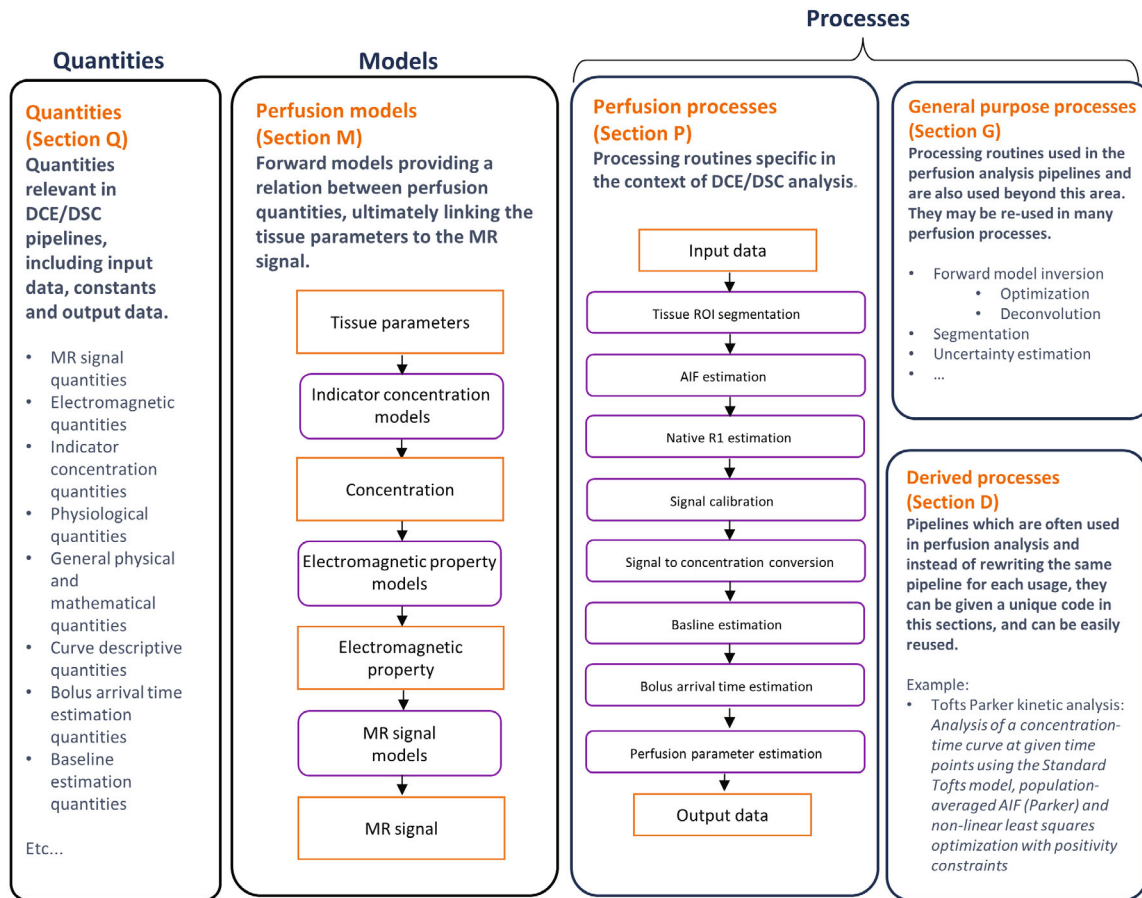 Processes
Quantities
Models
Quantities
(Section Q)
Quantities
relevant in
DCE/DSC
pipelines,
including input
data, constants
and output data.
• MR signal
quantities
• Electromagnetic
quantities
• Indicator
concentration
quantities
• Physiological
quantities
• General physical
and
mathematical
quantities
• Curve descriptive
quantities
• Bolus arrival time
estimation
quantities
• Baseline
estimation
quantities
Etc...
Perfusion models
(Section M)
Forward models providing a
relation between perfusion
quantities, ultimately linking the
tissue parameters to the MR
signal.
Tissue parameters
Indicator concentration
models
Concentration
Electromagnetic property
models
Electromagnetic
property
MR signal
models
MR signal
Perfusion processes
(Section P)
Processing routines specific in
the context of DCE/DSC analysis.
Input data
Tissue ROI segmentation
AIF estimation
Native R1 estimation
Signal calibration
Signal to concentration conversion
Basline estimation
Bolus arrival time estimation
Perfusion parameter estimation
Output data
General purpose processes
(Section G)
Processing routines used in the
perfusion analysis pipelines and
are also used beyond this area.
They may be re-used in many
perfusion processes.
• Forward model inversion
• Optimization
• Deconvolution
• Segmentation
• Uncertainty estimation
• ...
Derived processes
(Section D)
Pipelines which are often used
in perfusion analysis and
instead of rewriting the same
pipeline for each usage, they
can be given a unique code in
this sections, and can be easily
reused.
Example:
• Tofts Parker kinetic analysis:
Analysis of a concentration-
time curve at given time
points using the Standard
Tofts model, population-
averaged AIF (Parker) and
non-linear least squares
optimization with positivity
constraints